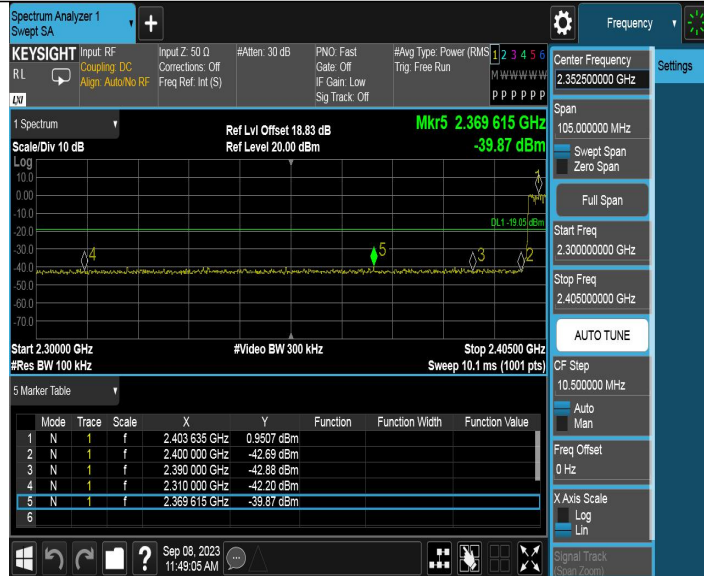 Spectrum Analyzer 1
Swept SA
+
Frequency
KEYSIGHT
RL
LXI
Input: RF
Coupling: DC
Align: Auto/No RF
Input Z: 50 Ω
Corrections: Off
Freq Ref: Int (S)
#Atten: 30 dB
PNO: Fast
Gate: Off
IF Gain: Low
Sig Track: Off
#Avg Type: Power (RMS
Trig: Free Run
1 2 3 4 5 6
M W W W W W
P P P P P P
1 Spectrum
Scale/Div 10 dB
Ref Lvl Offset 18.83 dB
Ref Level 20.00 dBm
Mkr5 2.369 615 GHz
-39.87 dBm
Log
10.0
0.00
-10.0
-20.0
-30.0
-40.0
-50.0
-60.0
-70.0
DL1 -19.05 dBm
1
4
5
3
2
Start 2.30000 GHz
#Res BW 100 kHz
#Video BW 300 kHz
Stop 2.40500 GHz
Sweep 10.1 ms (1001 pts)
5 Marker Table
Mode Trace Scale X Y Function Function Width Function Value
1 N 1 f 2.403 635 GHz 0.9507 dBm
2 N 1 f 2.400 000 GHz -42.69 dBm
3 N 1 f 2.390 000 GHz -42.88 dBm
4 N 1 f 2.310 000 GHz -42.20 dBm
5 N 1 f 2.369 615 GHz -39.87 dBm
6
?
Sep 08, 2023
11:49:05 AM
Center Frequency
2.352500000 GHz
Span
105.000000 MHz
Swept Span
Zero Span
Full Span
Start Freq
2.300000000 GHz
Stop Freq
2.405000000 GHz
AUTO TUNE
CF Step
10.500000 MHz
Auto
Man
Freq Offset
0 Hz
X Axis Scale
Log
Lin
Signal Track
(Span Zoom)
Settings